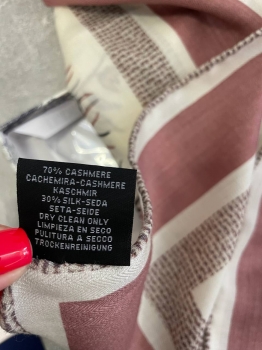 70% CASHMERE
CACHEMIRA-CASHMERE
KASCHMIR
30% SILK-SEDA
SETA-SEIDE
DRY CLEAN ONLY
LIMPIEZA EN SECO
PULITURA A SECCO
TROCKENREINIGUNG